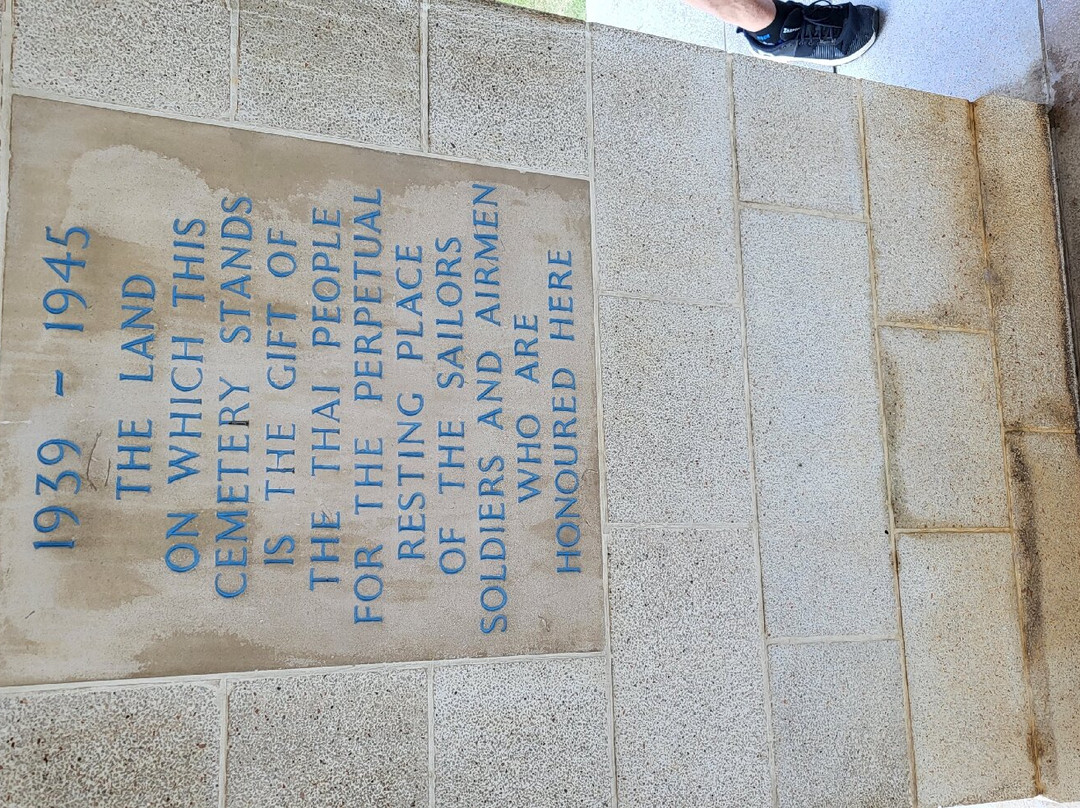 1939 - 1945
THE LAND
ON WHICH THIS
CEMETERY STANDS
IS THE GIFT OF
THE THAI PEOPLE
FOR THE PERPETUAL
RESTING PLACE
OF THE SAILORS
SOLDIERS AND AIRMEN
WHO ARE
HONOURED HERE